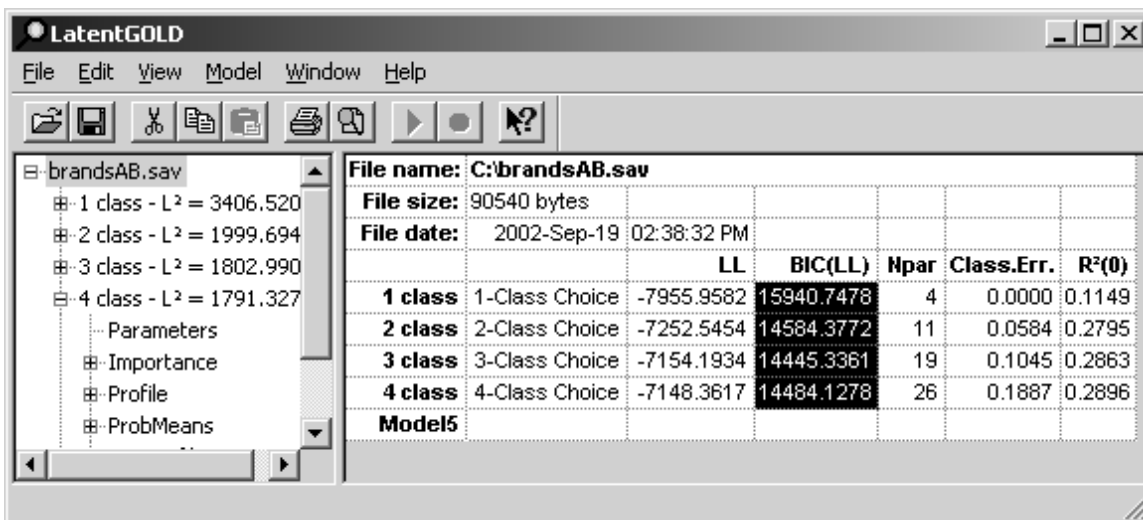 LatentGOLD
File Edit View Model Window Help
brandsAB.sav
1 class - L² = 3406.520
2 class - L² = 1999.694
3 class - L² = 1802.990
4 class - L² = 1791.327
Parameters
Importance
Profile
ProbMeans
File name: C:\brandsAB.sav
File size: 90540 bytes
File date: 2002-Sep-19 02:38:32 PM
LL BIC(LL) Npar Class.Err. R²(0)
1 class 1-Class Choice -7955.9582 15940.7478 4 0.0000 0.1149
2 class 2-Class Choice -7252.5454 14584.3772 11 0.0584 0.2795
3 class 3-Class Choice -7154.1934 14445.3361 19 0.1045 0.2863
4 class 4-Class Choice -7148.3617 14484.1278 26 0.1887 0.2896
Model5